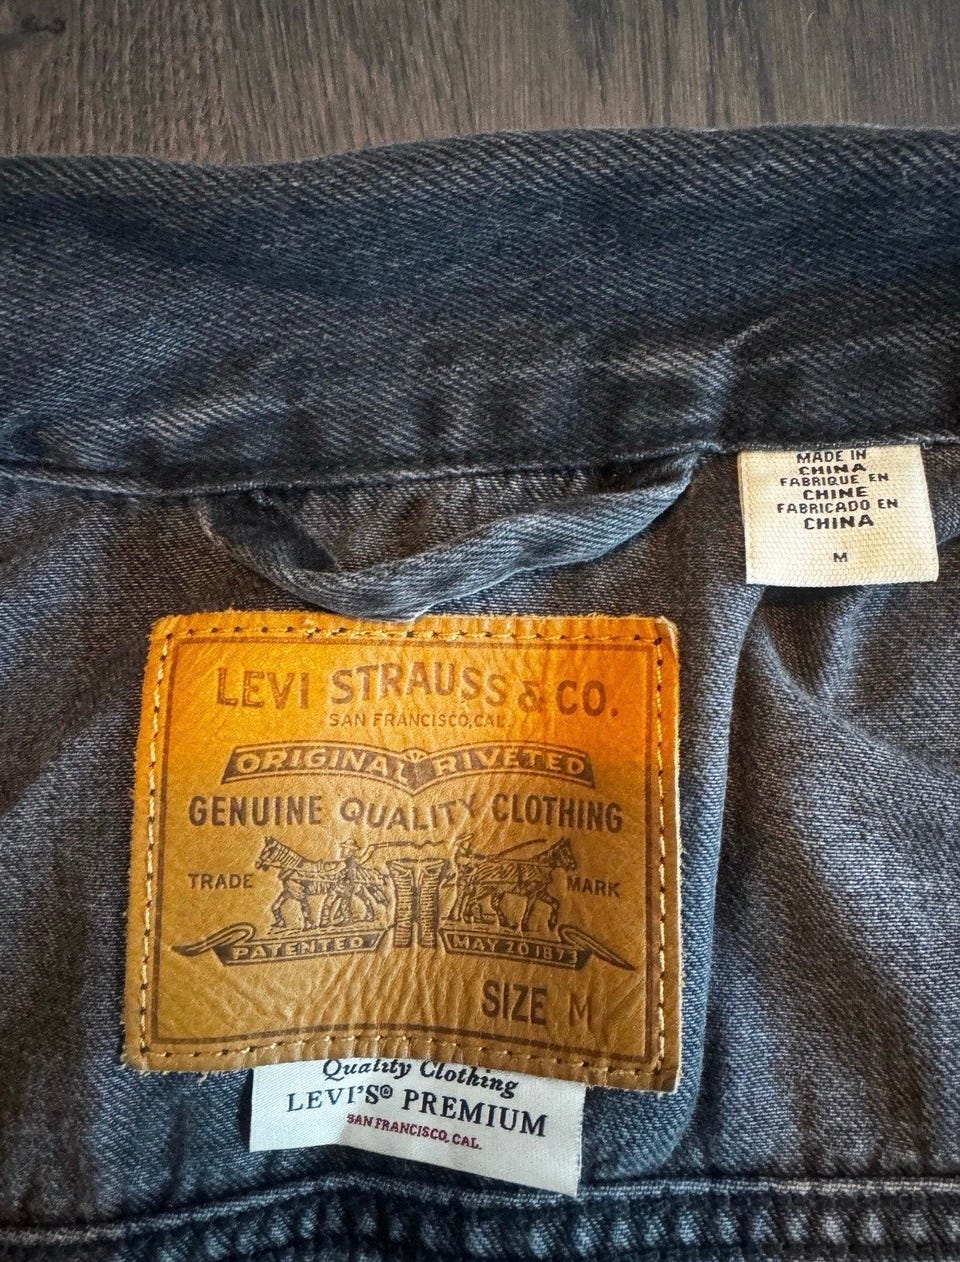 MADE IN
CHINA
FABRIQUE EN
CHINE
FABRICADO EN
CHINA
M
LEVI STRAUSS & CO.
SAN FRANCISCO, CAL.
ORIGINAL RIVETED
GENUINE QUALITY CLOTHING
TRADE MARK
PATENTED MAY 20 1873
SIZE M
Quality Clothing
LEVI'S® PREMIUM
SAN FRANCISCO, CAL.